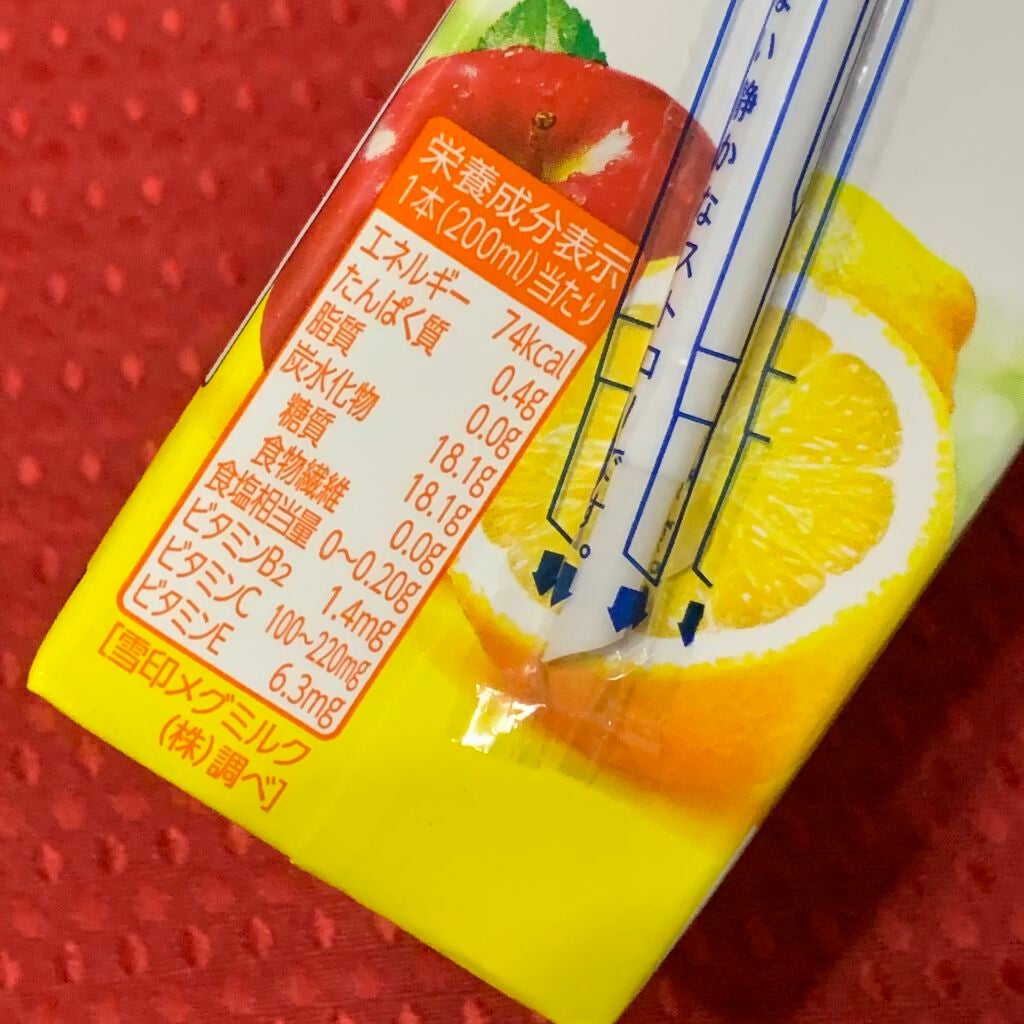 栄養成分表示
1本(200ml)当たり
エネルギー 74kcal
たんぱく質 0.4g
脂質 0.0g
炭水化物 18.1g
糖質 18.1g
食物繊維 0.0g
食塩相当量 0～0.20g
ビタミンB2 1.4mg
ビタミンC 100～220mg
ビタミンE 6.3mg
[雪印メグミルク
(株)調べ]
ない静かなストローです。